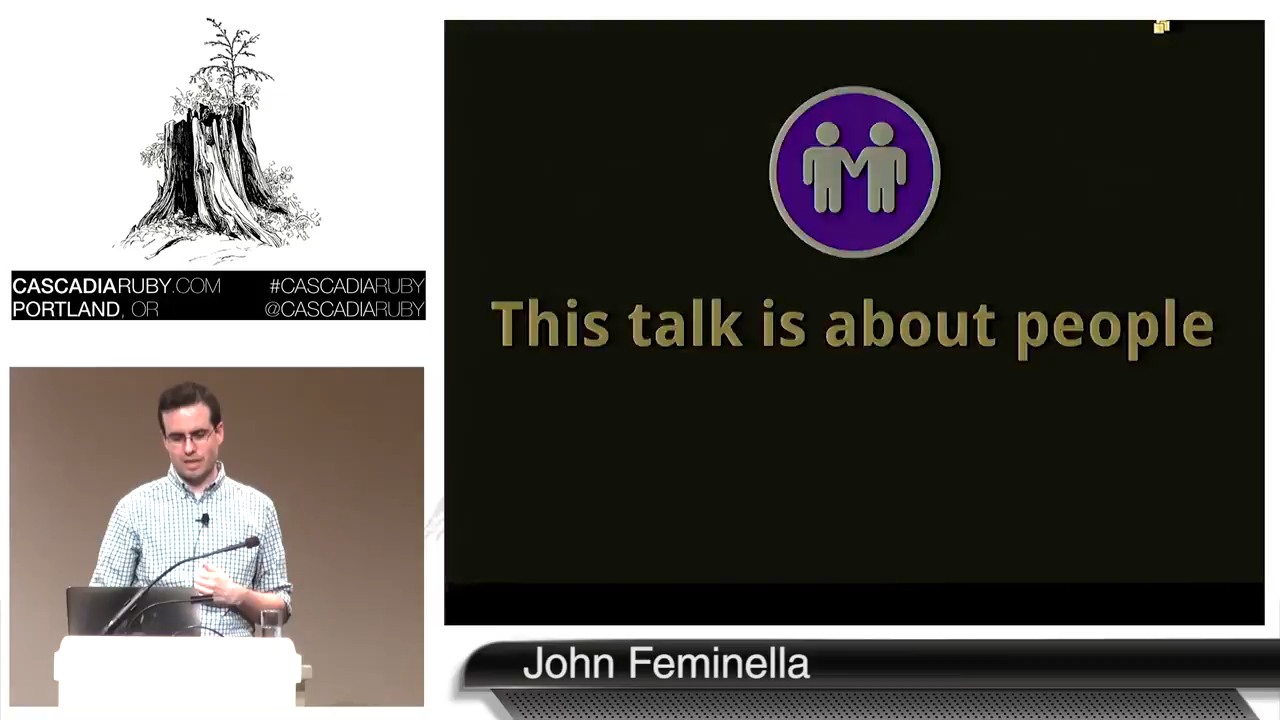 CASCADIARUBY.COM #CASCADIARUBY
PORTLAND, OR @CASCADIARUBY
This talk is about people
John Feminella